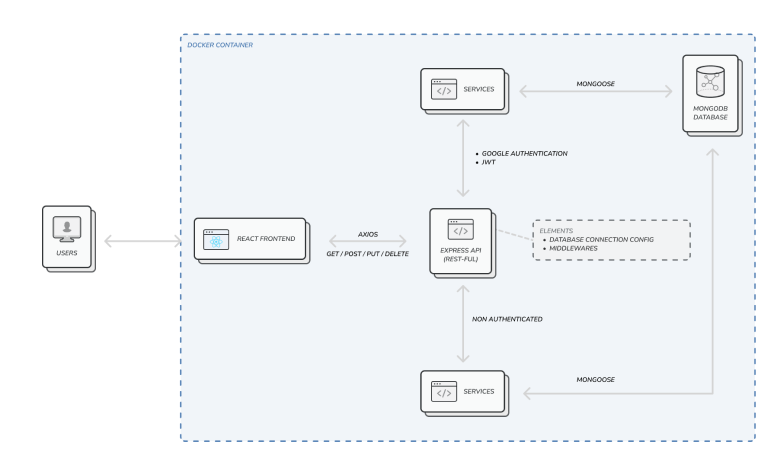 DOCKER CONTAINER
</>
SERVICES
MONGOOSE
MONGODB
DATABASE
• GOOGLE AUTHENTICATION
• JWT
USERS
REACT FRONTEND
AXIOS
GET / POST / PUT / DELETE
</>
EXPRESS API
(REST-FUL)
ELEMENTS
• DATABASE CONNECTION CONFIG
• MIDDLEWARES
NON AUTHENTICATED
</>
SERVICES
MONGOOSE